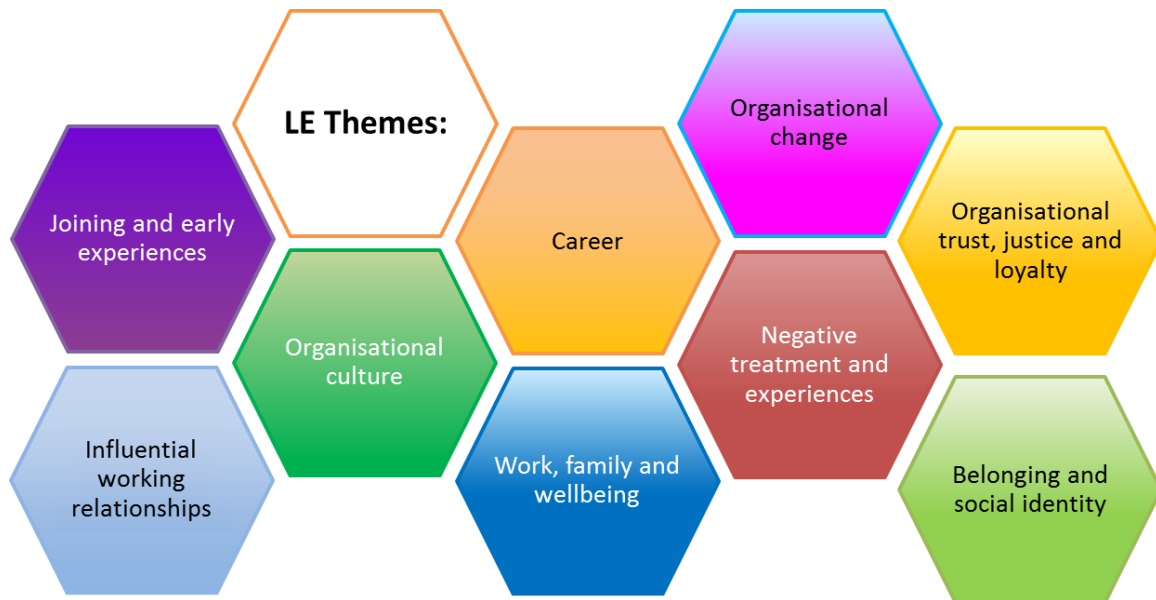 LE Themes:
Organisational
change
Joining and early
experiences
Career
Organisational
trust, justice and
loyalty
Organisational
culture
Negative
treatment and
experiences
Influential
working
relationships
Work, family and
wellbeing
Belonging and
social identity